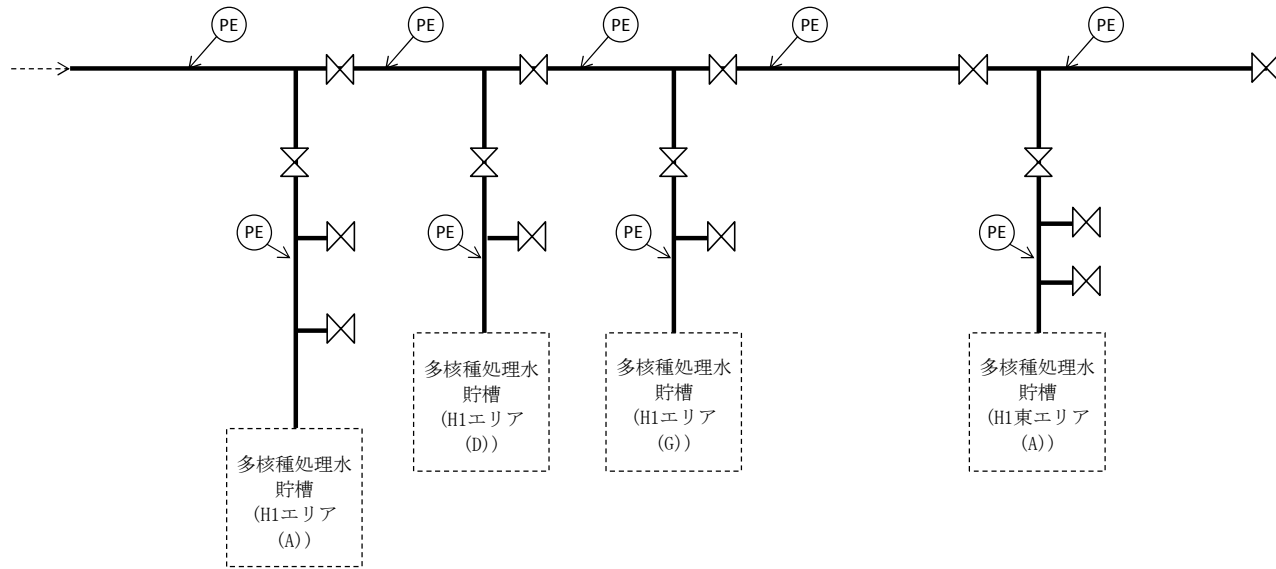 PE
PE
PE
PE
PE
PE
PE
PE
PE
多核種処理水
貯槽
(H1エリア
(A))
多核種処理水
貯槽
(H1エリア
(D))
多核種処理水
貯槽
(H1エリア
(G))
多核種処理水
貯槽
(H1東エリア
(A))